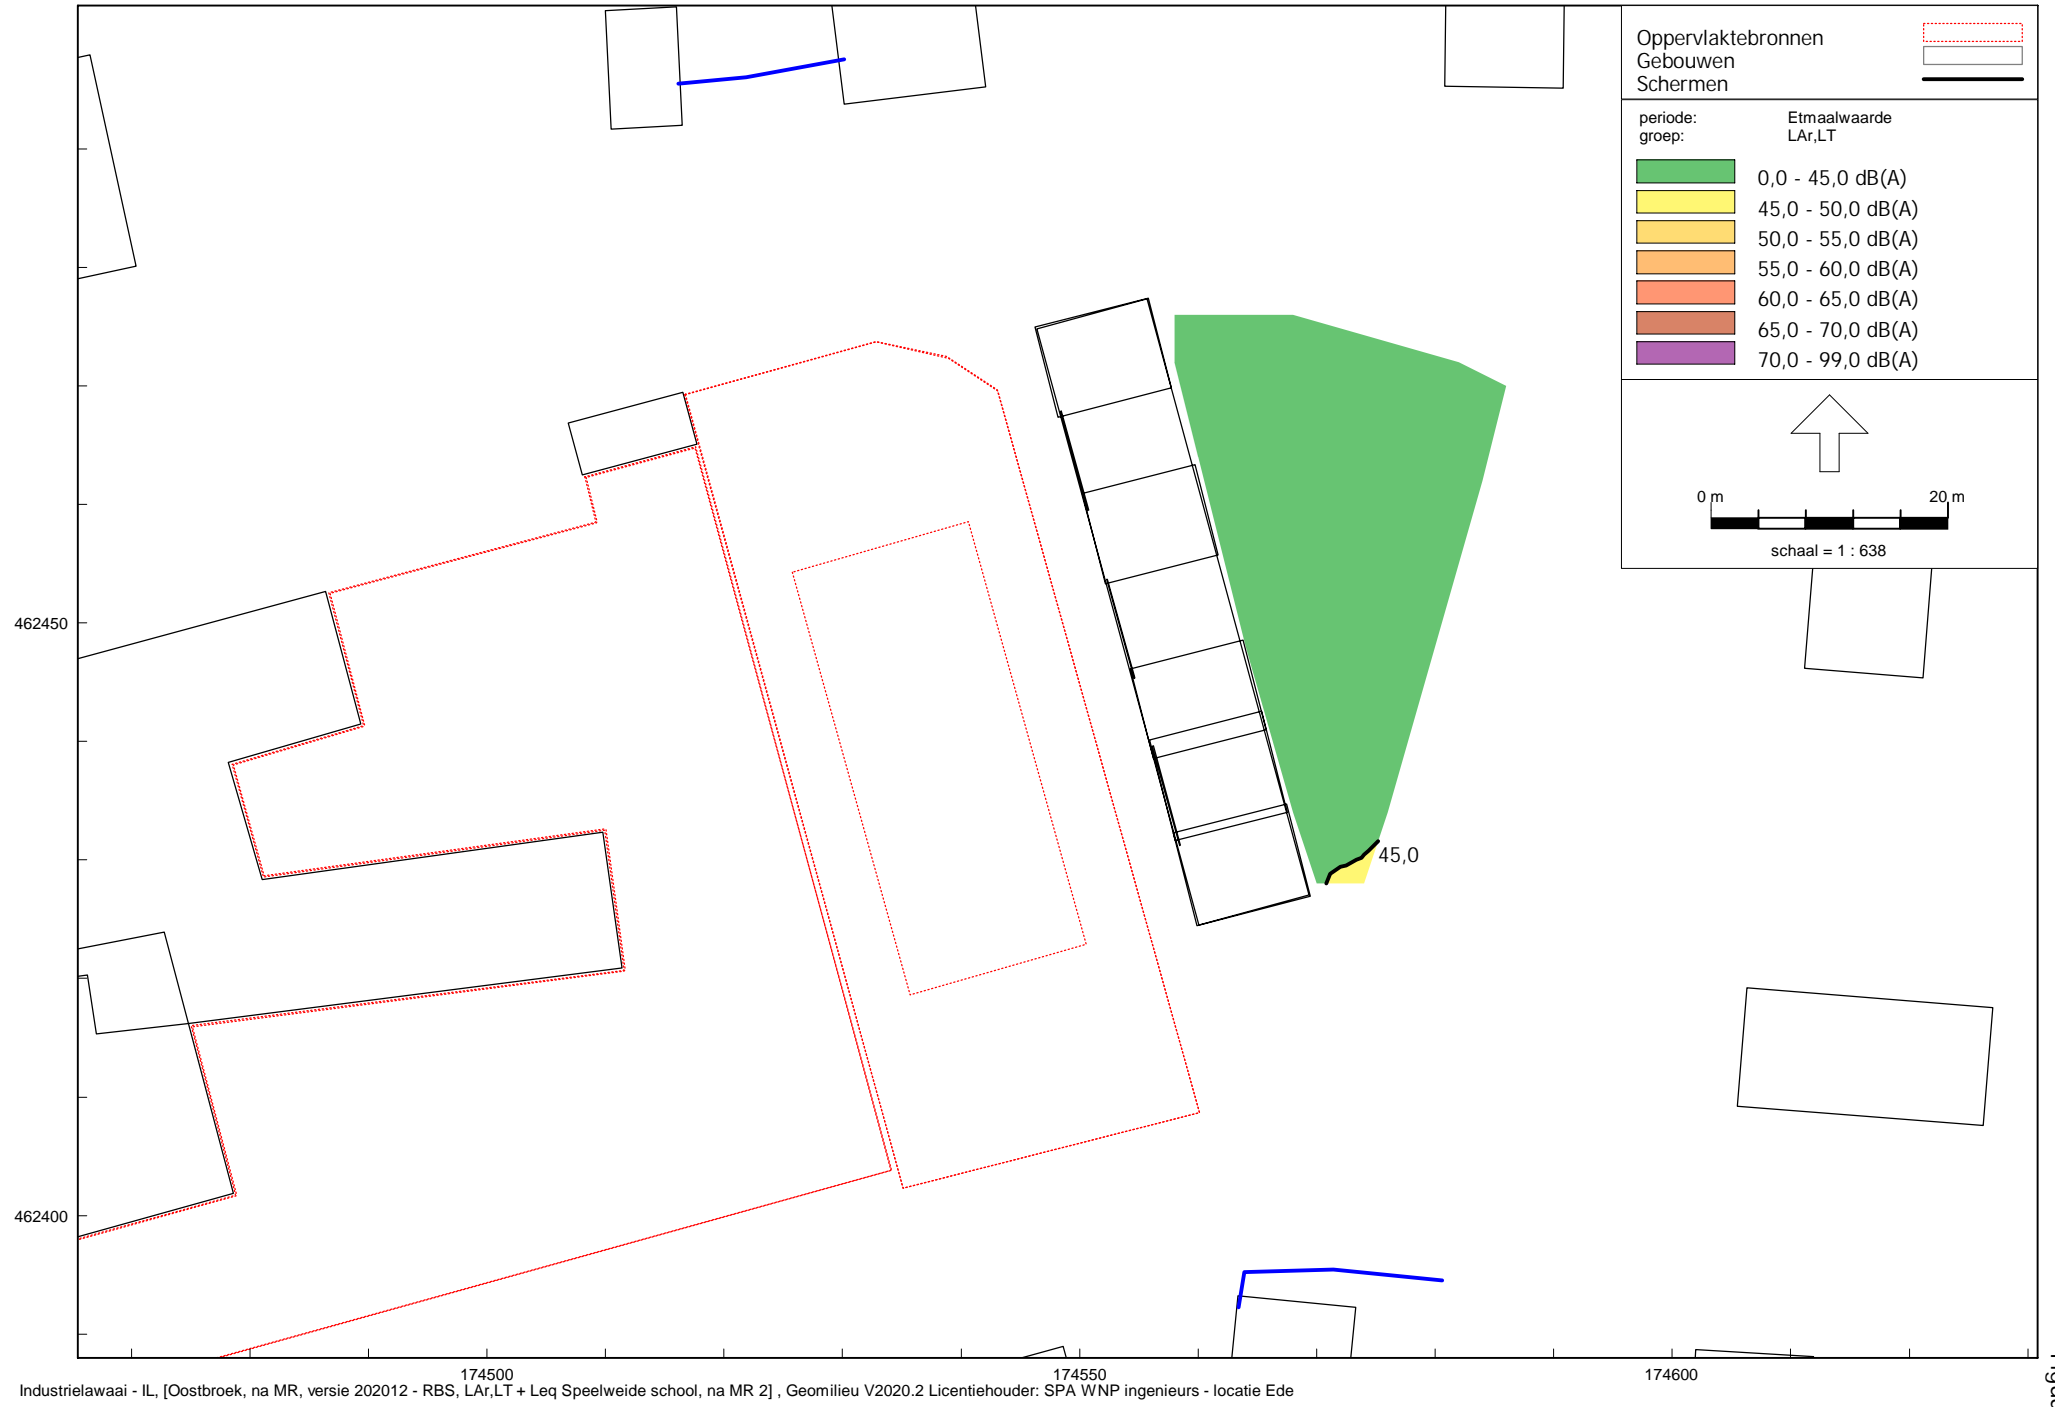 Oppervlaktebronnen
Gebouwen
Schermen
periode: Etmaalwaarde
groep: LAr,LT
0,0 - 45,0 dB(A)
45,0 - 50,0 dB(A)
50,0 - 55,0 dB(A)
55,0 - 60,0 dB(A)
60,0 - 65,0 dB(A)
65,0 - 70,0 dB(A)
70,0 - 99,0 dB(A)
0 m 20 m
schaal = 1 : 638
462450
45,0
462400
174500 174550 174600
Industrielawaai - IL, [Oostbroek, na MR, versie 202012 - RBS, LAr,LT + Leq Speelweide school, na MR 2] , Geomilieu V2020.2 Licentiehouder: SPA WNP ingenieurs - locatie Ede